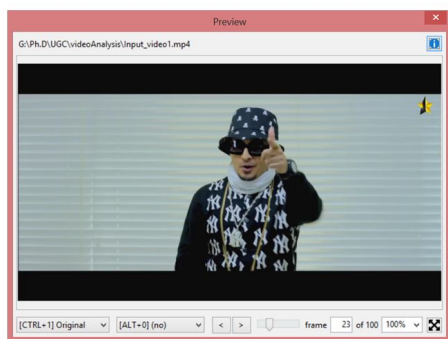 Preview
G:\Ph.D\UGC\videoAnalysis\Input_video1.mp4
[CTRL+1] Original [ALT+0] (no) < > frame 23 of 100 100%